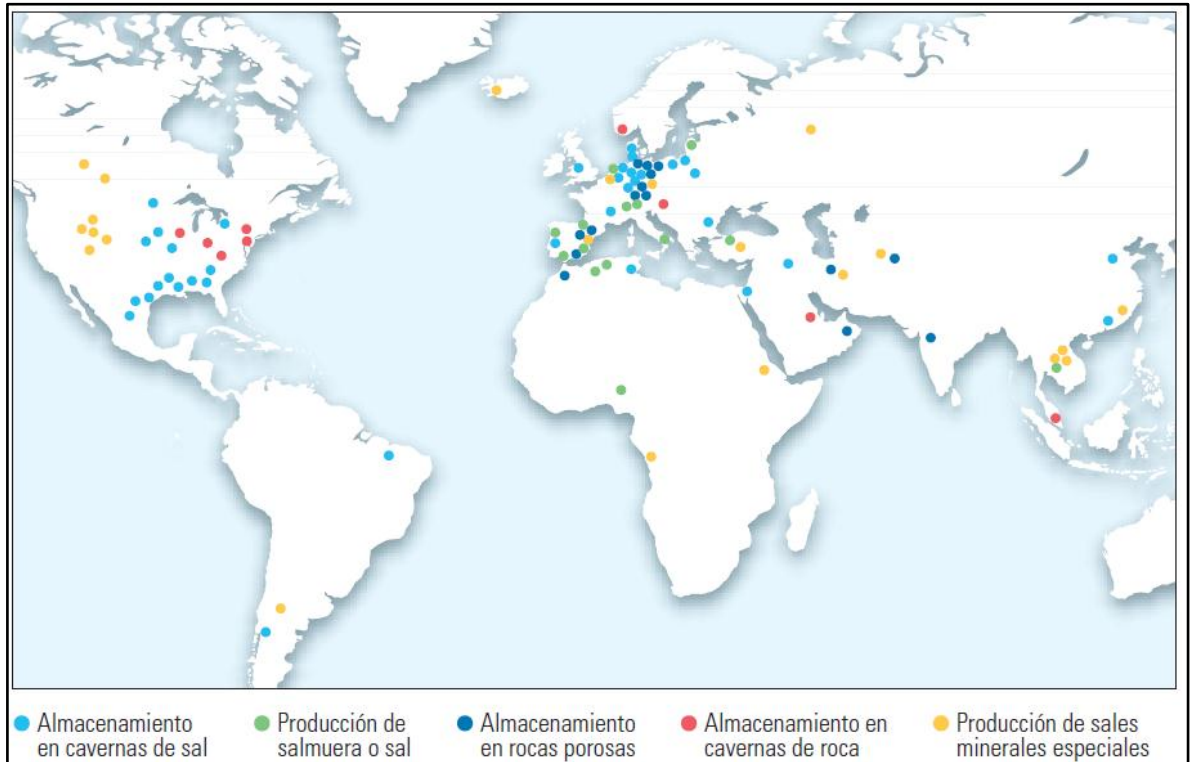 Almacenamiento
en cavernas de sal
Producción de
salmuera o sal
Almacenamiento
en rocas porosas
Almacenamiento en
cavernas de roca
Producción de sales
minerales especiales